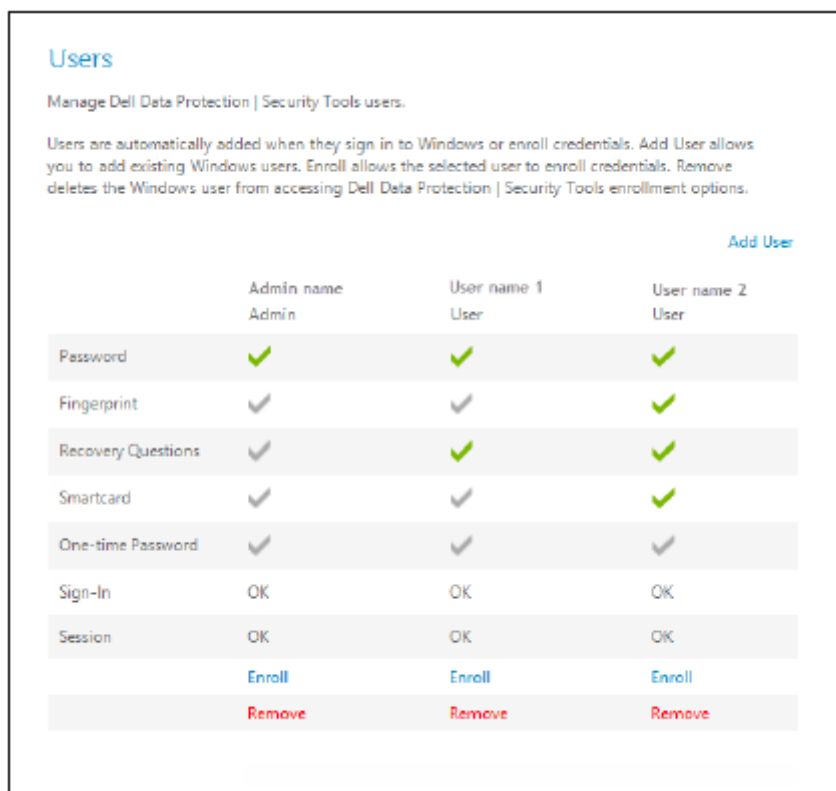 Users
Manage Dell Data Protection | Security Tools users.
Users are automatically added when they sign in to Windows or enroll credentials. Add User allows
you to add existing Windows users. Enroll allows the selected user to enroll credentials. Remove
deletes the Windows user from accessing Dell Data Protection | Security Tools enrollment options.
Add User
Admin name User name 1 User name 2
Admin User User
Password
Fingerprint
Recovery Questions
Smartcard
One-time Password
Sign-In OK OK OK
Session OK OK OK
Enroll Enroll Enroll
Remove Remove Remove